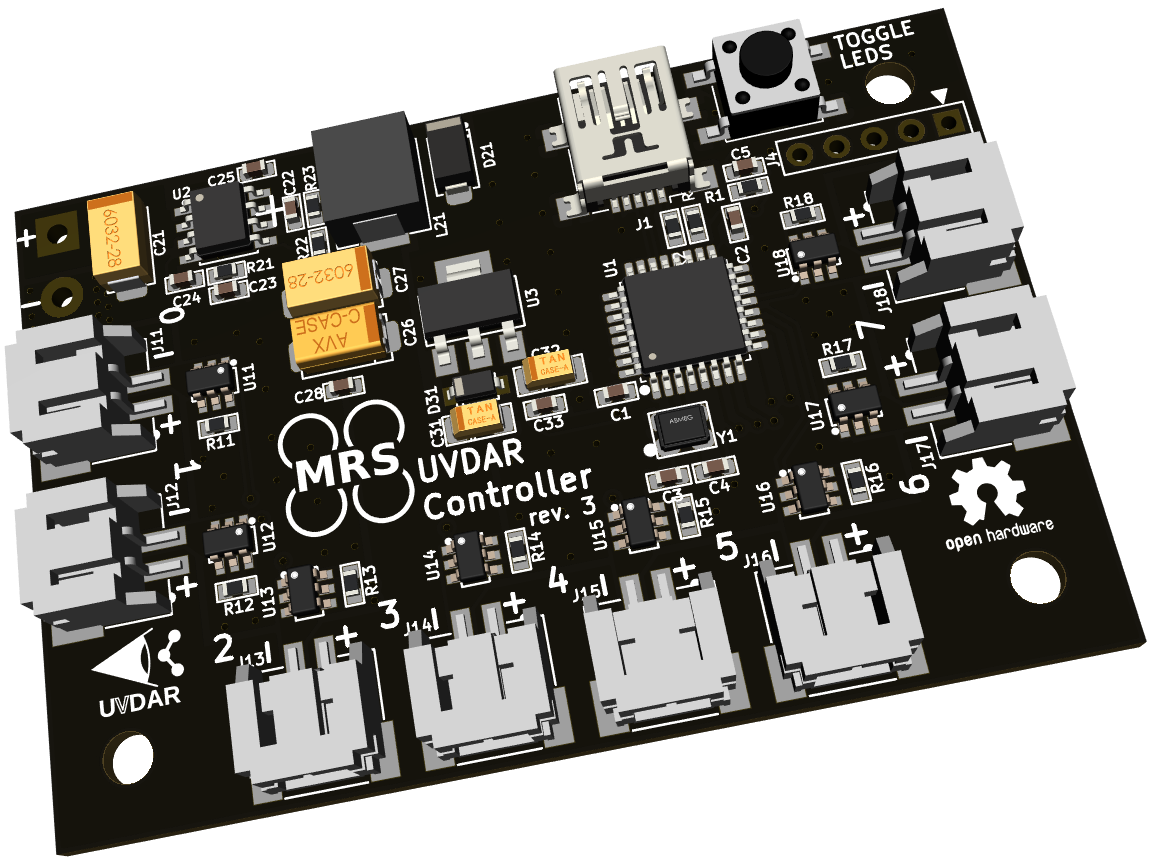 TOGGLE
LEDS
J4
C5
R1
J1
C2
U1
R18
U18
J18
7
R17
U17
J17
6
R16
U16
D21
L21
R23
C22
C25
U2
R22
R21
C23
C24
C21
6032-28
+
−
6032-28
C27
AVX
C-CASE
C26
C28
U3
C32
TAN
CASE-A
D31
TAN
CASE-A
C31
C33
C1
ASM8G
Y1
C3
C4
0
J11
U11
R11
+
1
J12
U12
R12
+
MRS
UVDAR
Controller
rev. 3
U13
R13
U14
R14
U15
R15
2
J13
+
3
J14
+
4
J15
+
5
J16
+
UVDAR
open hardware